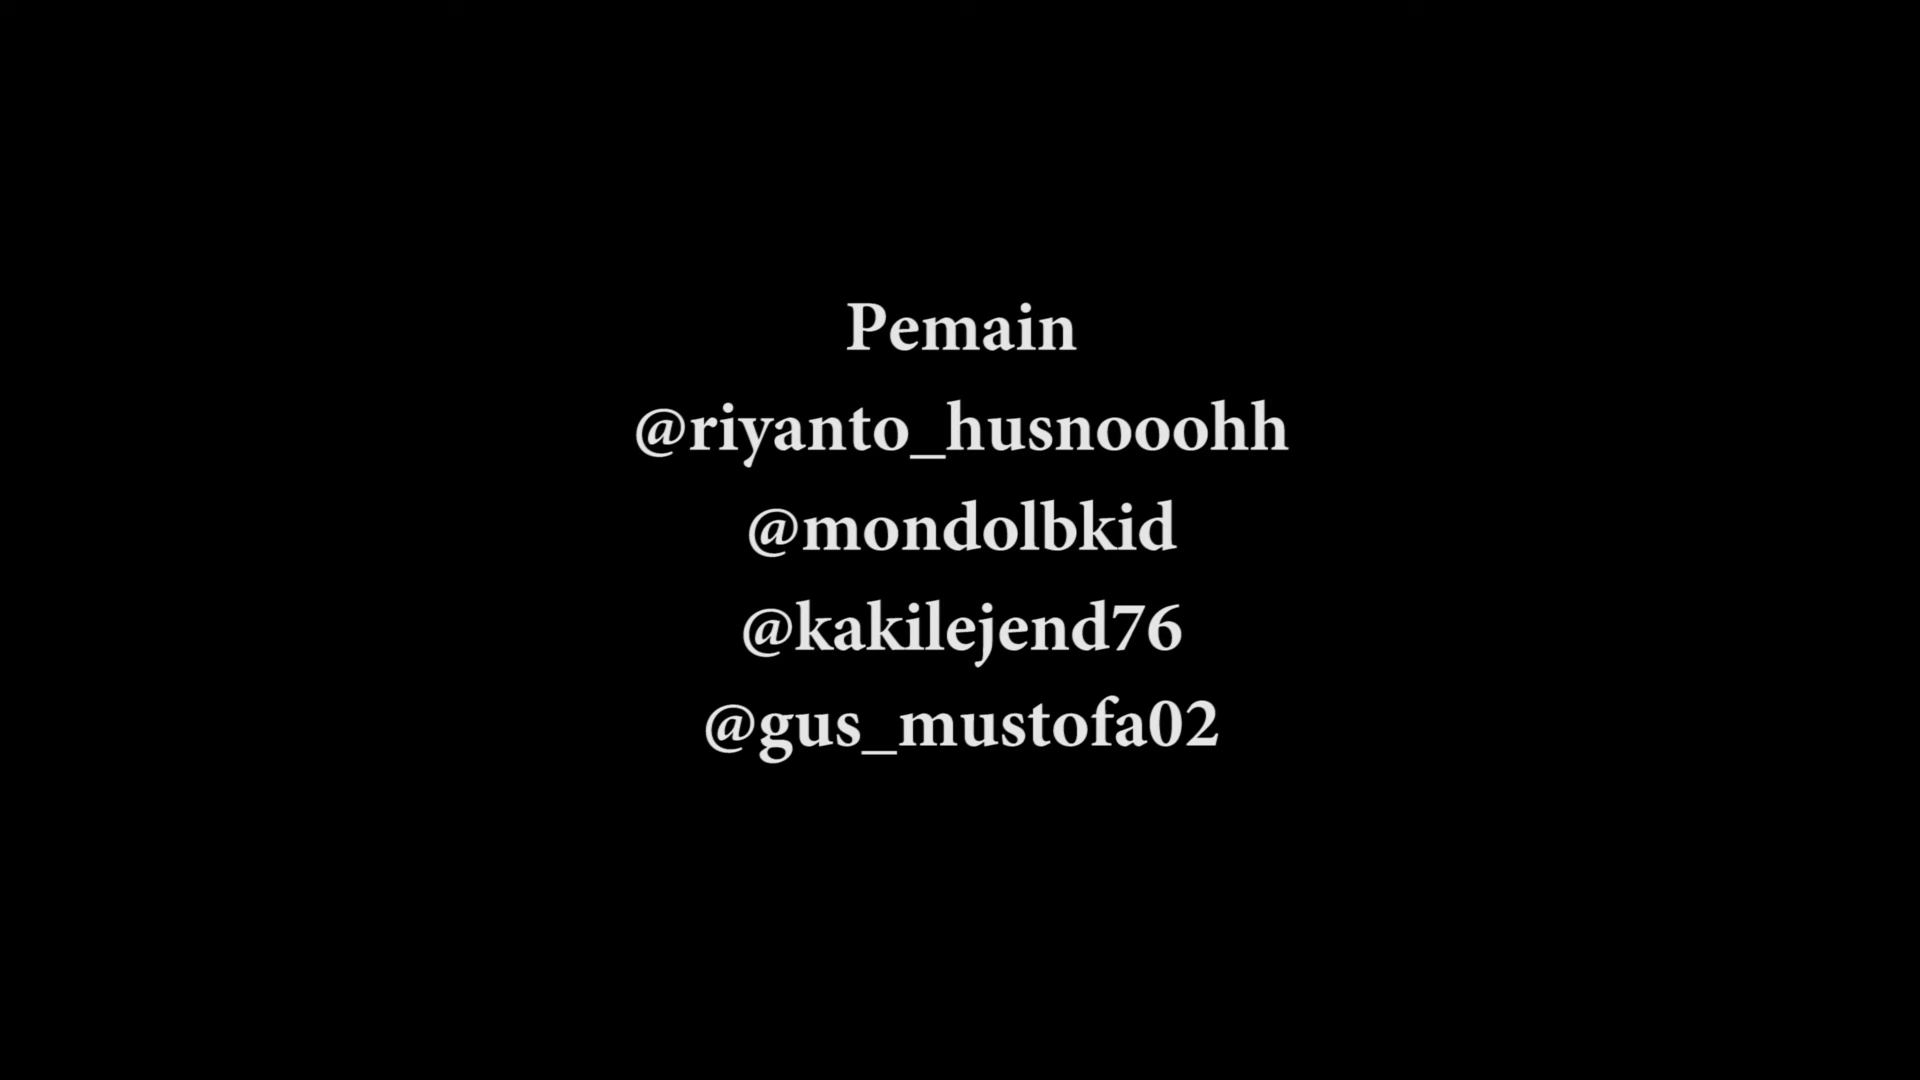 Pemain
@riyanto_husnooohh
@mondolbkid
@kakilejend76
@gus_mustofa02